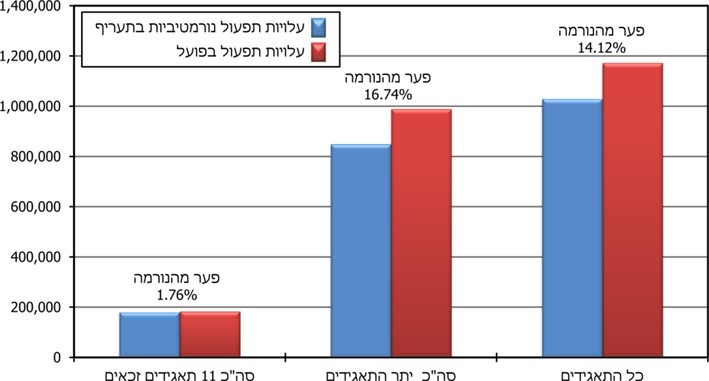 1,400,000
1,200,000
1,000,000
800,000
600,000
400,000
200,000
0
עלויות תפעול נורמטיביות בתעריף
עלויות תפעול בפועל
פער מהנורמה
14.12%
פער מהנורמה
16.74%
פער מהנורמה
1.76%
סה"כ 11 תאגידים זכאים
סה"כ יתר התאגידים
כל התאגידים